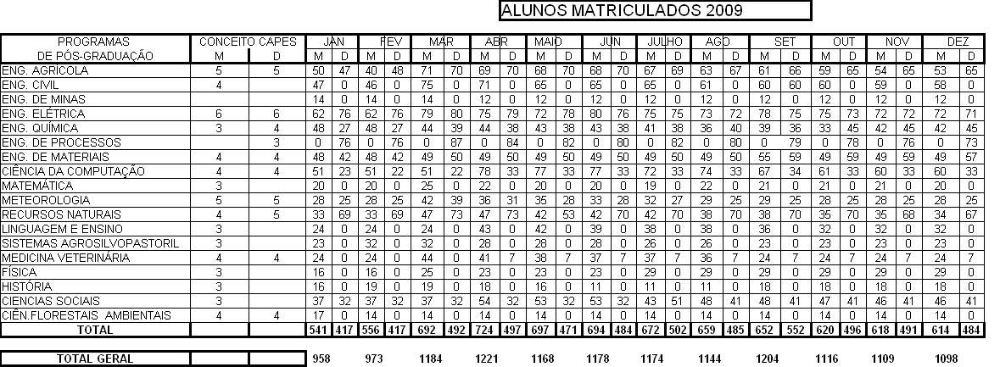 ALUNOS MATRICULADOS 2009
PROGRAMAS CONCEITO CAPES JAN FEV MAR ABR MAIO JUN JULHO AGO SET OUT NOV DEZ
DE PÓS-GRADUAÇÃO M D M D M D M D M D M D M D M D M D M D M D M D M D
ENG. AGRÍCOLA 5 5 50 47 40 48 71 70 69 70 68 70 68 70 67 69 63 67 61 66 59 65 54 65 53 65
ENG. CIVIL 4 47 0 46 0 75 0 71 0 65 0 65 0 65 0 61 0 60 60 60 0 59 0 58 0
ENG. DE MINAS 14 0 14 0 14 0 12 0 12 0 12 0 12 0 12 0 12 0 12 0 12 0 12 0
ENG. ELÉTRICA 6 6 62 76 62 76 79 80 75 79 72 78 80 76 75 75 73 72 78 75 75 73 72 72 72 71
ENG. QUÍMICA 3 4 48 27 48 27 44 39 44 38 43 38 43 38 41 38 36 40 39 36 33 45 42 45 42 45
ENG. DE PROCESSOS 3 0 76 0 76 0 87 0 84 0 82 0 80 0 82 0 80 0 79 0 78 0 76 0 73
ENG. DE MATERIAIS 4 4 48 42 48 42 49 50 49 50 49 50 49 50 49 50 49 50 55 59 49 59 49 59 49 57
CIÊNCIA DA COMPUTAÇÃO 4 4 51 23 51 22 51 22 78 33 77 33 77 33 72 33 74 33 67 34 61 33 60 33 60 33
MATEMÁTICA 3 20 0 20 0 25 0 22 0 20 0 20 0 19 0 22 0 21 0 21 0 21 0 20 0
METEOROLOGIA 5 5 28 25 28 25 42 39 36 31 35 28 33 28 32 27 29 25 29 25 28 25 28 25 28 25
RECURSOS NATURAIS 4 5 33 69 33 69 47 73 47 73 42 53 42 70 42 70 38 70 38 70 35 70 35 68 34 67
LINGUAGEM E ENSINO 3 24 0 24 0 24 0 43 0 42 0 39 0 38 0 38 0 36 0 32 0 32 0 32 0
SISTEMAS AGROSILVOPASTORIL 3 23 0 32 0 32 0 28 0 28 0 28 0 26 0 26 0 23 0 23 0 23 0 23 0
MEDICINA VETERINÁRIA 4 4 24 0 24 0 44 0 41 7 38 7 37 7 37 7 36 7 24 7 24 7 24 7 24 7
FÍSICA 3 16 0 16 0 25 0 23 0 23 0 23 0 29 0 29 0 29 0 29 0 29 0 29 0
HISTÓRIA 3 16 0 19 0 19 0 18 0 16 0 11 0 11 0 11 0 18 0 18 0 18 0 18 0
CIENCIAS SOCIAIS 3 37 32 37 32 37 32 54 32 53 32 53 32 43 51 48 41 48 41 47 41 46 41 46 41
CIÊN.FLORESTAIS AMBIENTAIS 4 4 17 0 14 0 14 0 14 0 14 0 14 0 14 0 14 0 14 0 14 0 14 0 14 0
TOTAL 541 417 556 417 692 492 724 497 697 471 694 484 672 502 659 485 652 552 620 496 618 491 614 484
TOTAL GERAL 958 973 1184 1221 1168 1178 1174 1144 1204 1116 1109 1098